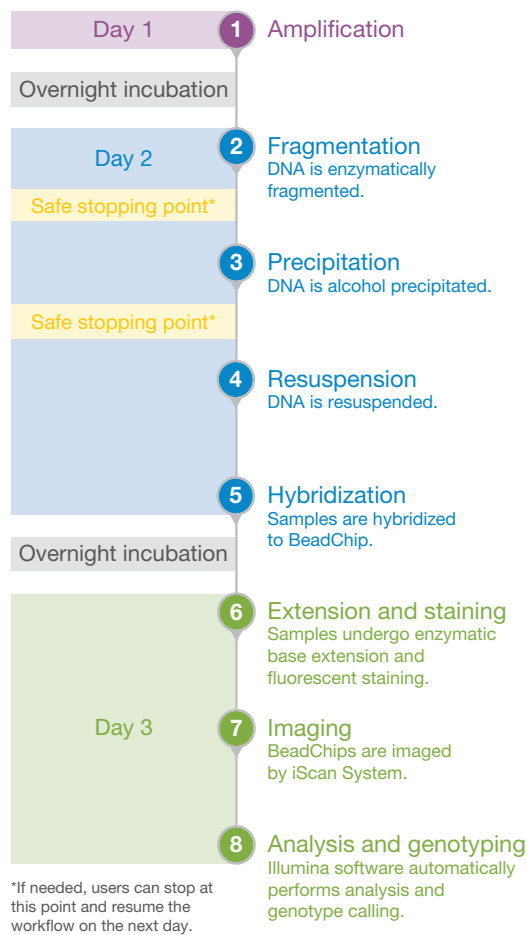 Day 1
1
Amplification
Overnight incubation
Day 2
2
Fragmentation
DNA is enzymatically
fragmented.
Safe stopping point*
3
Precipitation
DNA is alcohol precipitated.
Safe stopping point*
4
Resuspension
DNA is resuspended.
5
Hybridization
Samples are hybridized
to BeadChip.
Overnight incubation
6
Extension and staining
Samples undergo enzymatic
base extension and
fluorescent staining.
Day 3
7
Imaging
BeadChips are imaged
by iScan System.
8
Analysis and genotyping
Illumina software automatically
performs analysis and
genotype calling.
*If needed, users can stop at
this point and resume the
workflow on the next day.